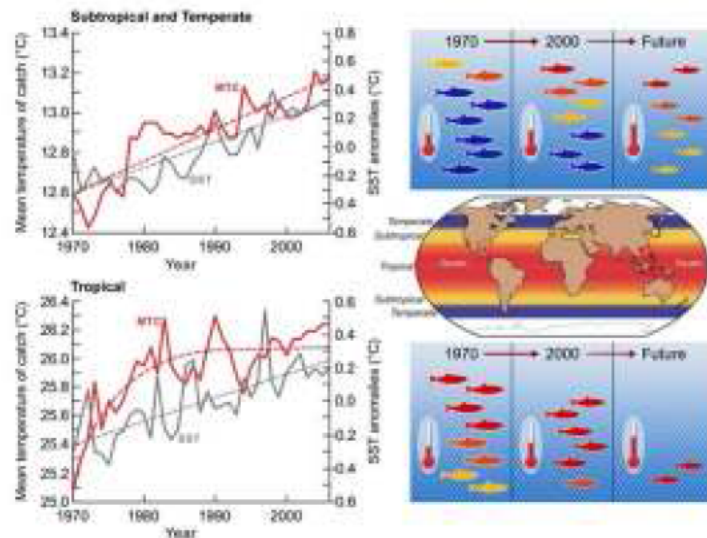 Subtropical and Temperate
Mean temperature of catch (°C)
13.4
13.2
13.0
12.8
12.6
12.4
MTC
SST
0.8
0.6
0.4
0.2
0.0
0.2
0.4
0.6
0.8
SST anomalies (°C)
1970
1980
1990
2000
Year
Tropical
Mean temperature of catch (°C)
26.4
26.2
26.0
25.8
25.6
25.4
25.2
25.0
MTC
SST
0.6
0.4
0.2
0.0
0.2
0.4
0.6
SST anomalies (°C)
1970
1980
1990
2000
Year
1970
2000
Future
Temperate
Subtropical
Tropical
Subtropical
Temperate
1970
2000
Future